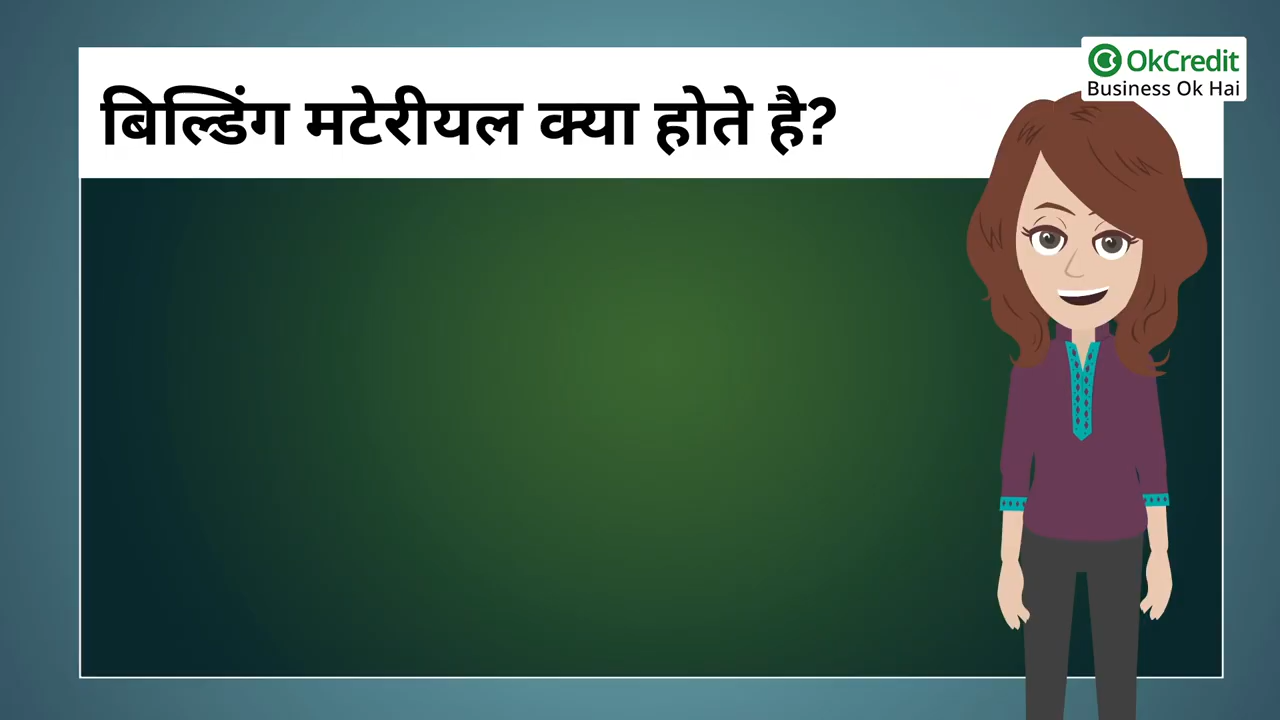 बिल्डिंग मटेरीयल क्या होते है?
OkCredit
Business Ok Hai